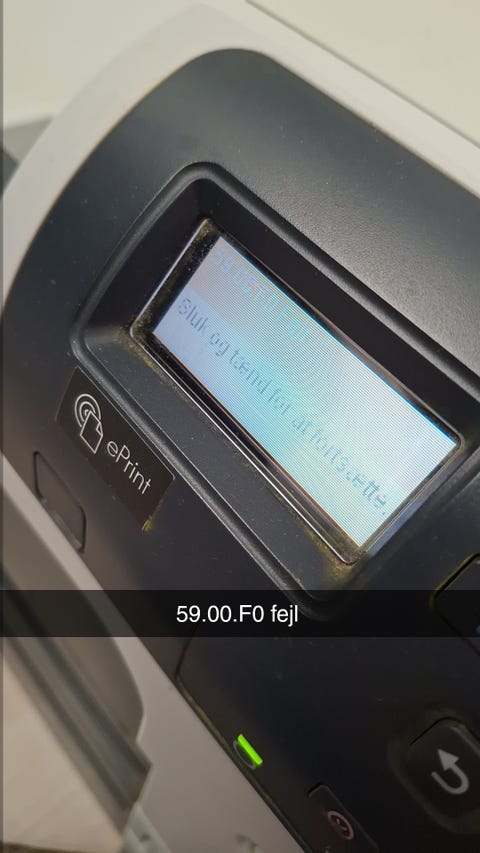 Sluk og tænd for at fortsætte.
ePrint
59.00.F0 fejl